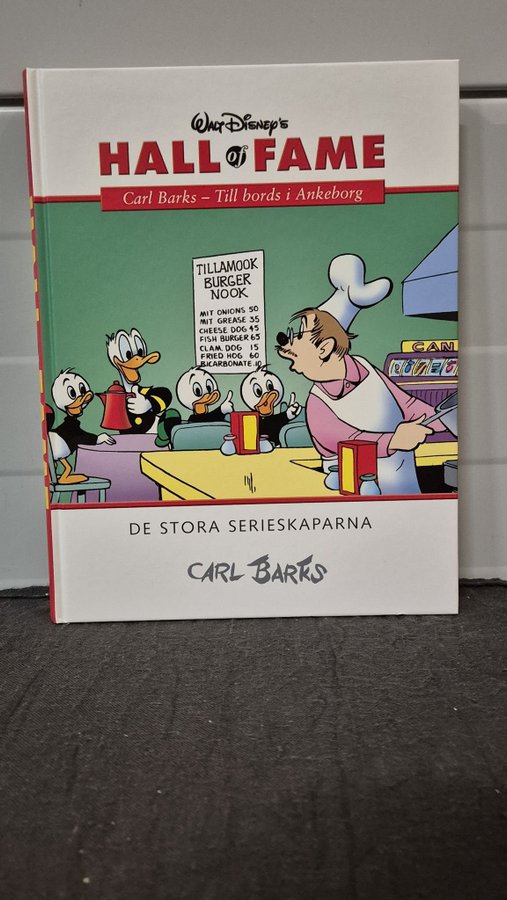 WALT DISNEY'S
HALL of FAME
Carl Barks – Till bords i Ankeborg
TILLAMOOK
BURGER
NOOK
MIT ONIONS 50
MIT GREASE 35
CHEESE DOG 45
FISH BURGER 65
CLAM DOG 15
FRIED HOG 60
BICARBONATE .10
CAN
DE STORA SERIESKAPARNA
CARL BARKS